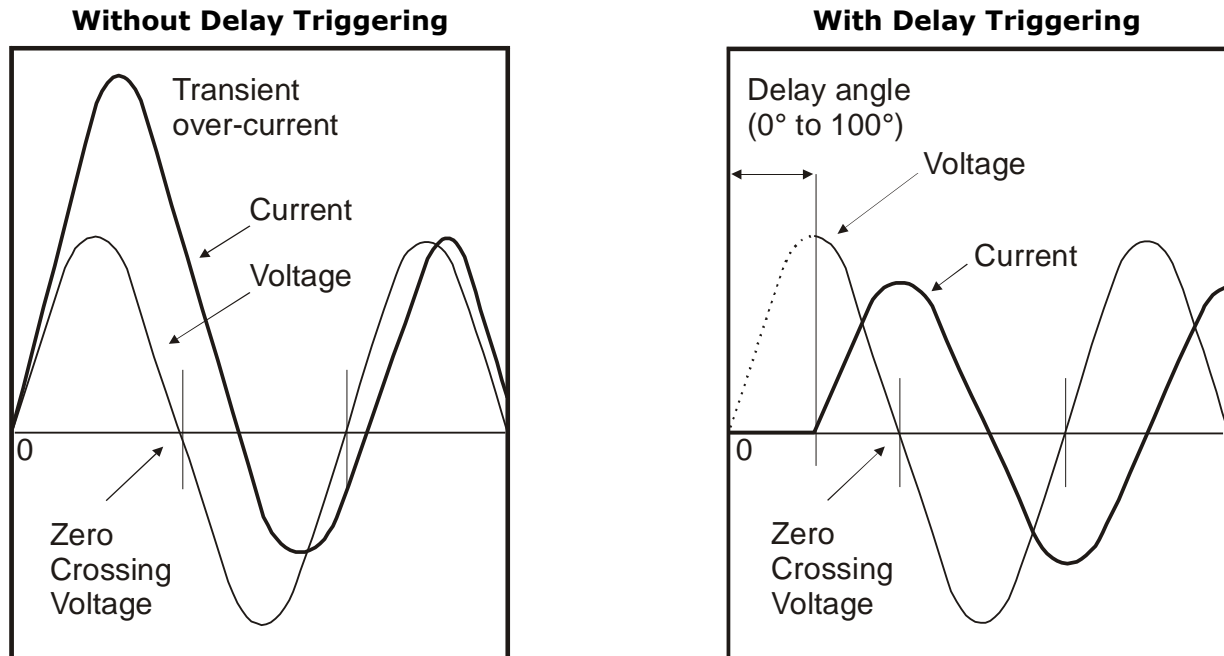 Without Delay Triggering
Transient
over-current
Current
Voltage
0
Zero
Crossing
Voltage
With Delay Triggering
Delay angle
(0° to 100°)
Voltage
Current
0
Zero
Crossing
Voltage